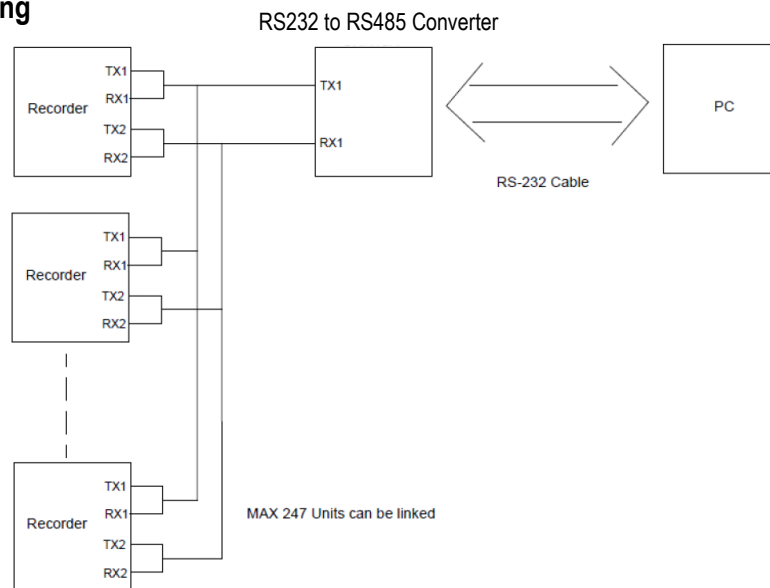 ng
RS232 to RS485 Converter
TX1
RX1
Recorder
TX2
RX2
TX1
RX1
RS-232 Cable
PC
TX1
RX1
Recorder
TX2
RX2
TX1
RX1
Recorder
TX2
RX2
MAX 247 Units can be linked